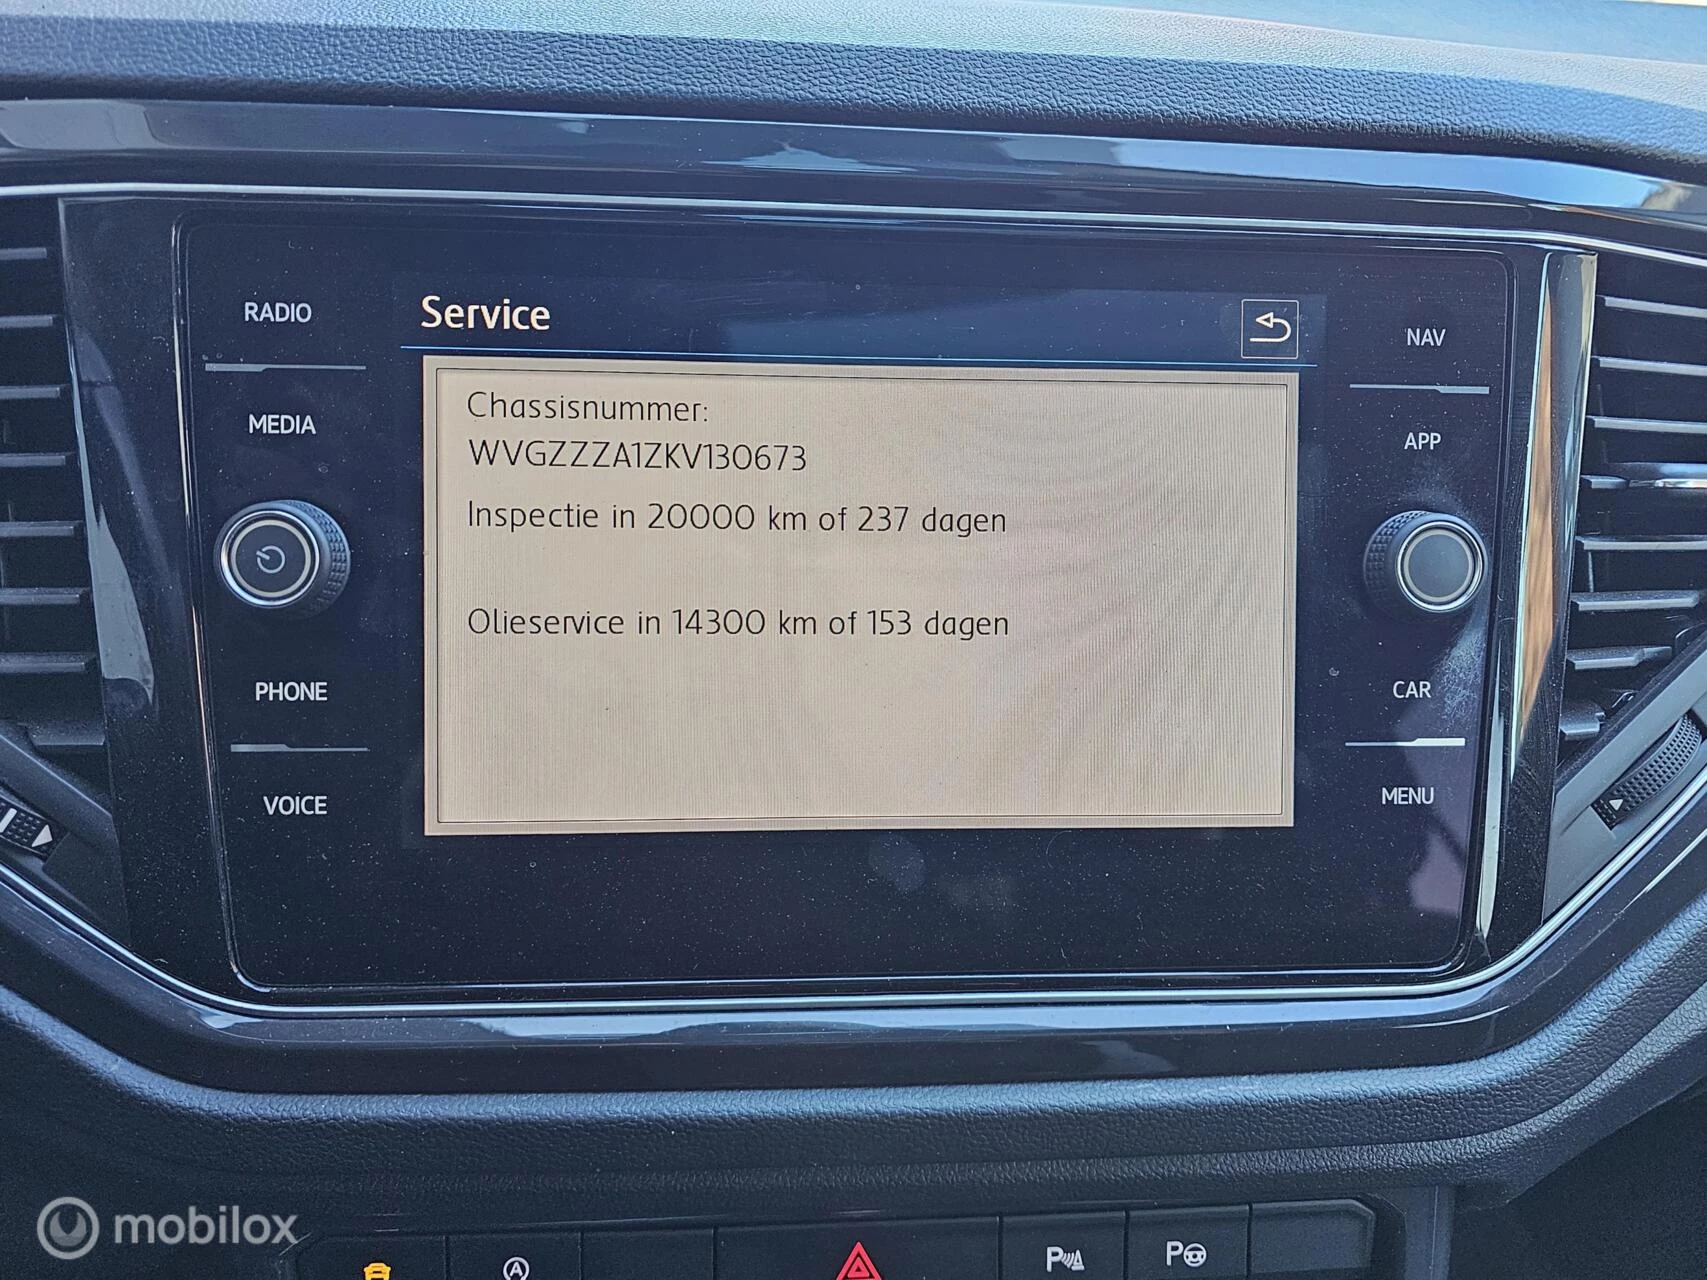 RADIO
MEDIA
PHONE
VOICE
Service
Chassisnummer:
WVGZZZA1ZKV130673
Inspectie in 20000 km of 237 dagen
Olieservice in 14300 km of 153 dagen
NAV
APP
CAR
MENU
A
P
P
mobilox